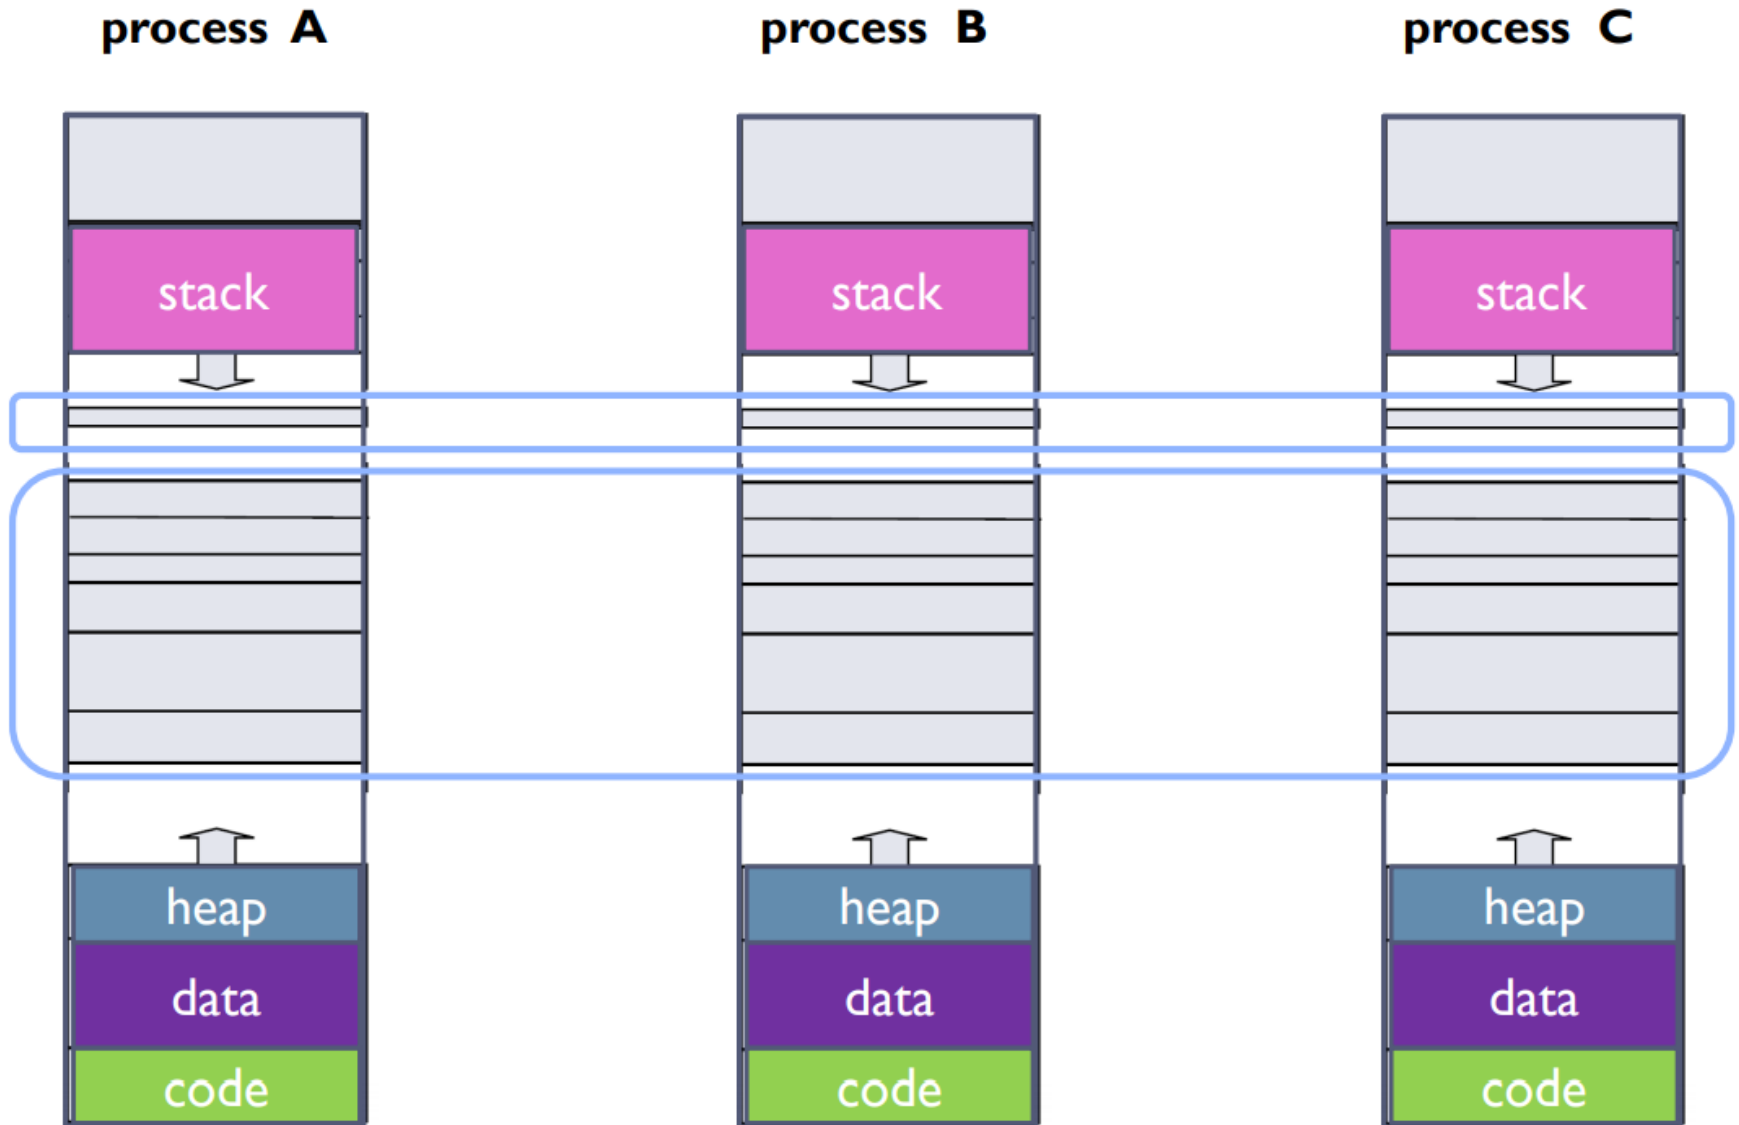 process A process B process C
stack stack stack
heap heap heap
data data data
code code code